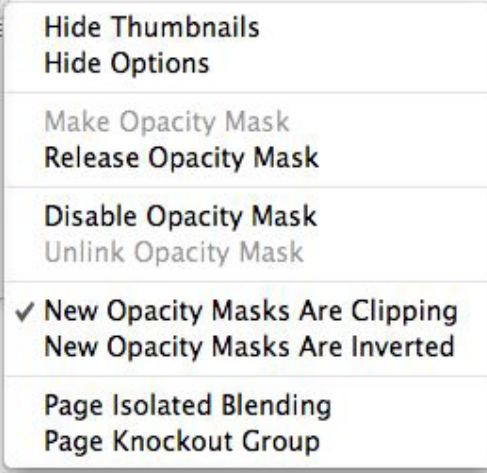 Hide Thumbnails
Hide Options
Make Opacity Mask
Release Opacity Mask
Disable Opacity Mask
Unlink Opacity Mask
✓ New Opacity Masks Are Clipping
New Opacity Masks Are Inverted
Page Isolated Blending
Page Knockout Group